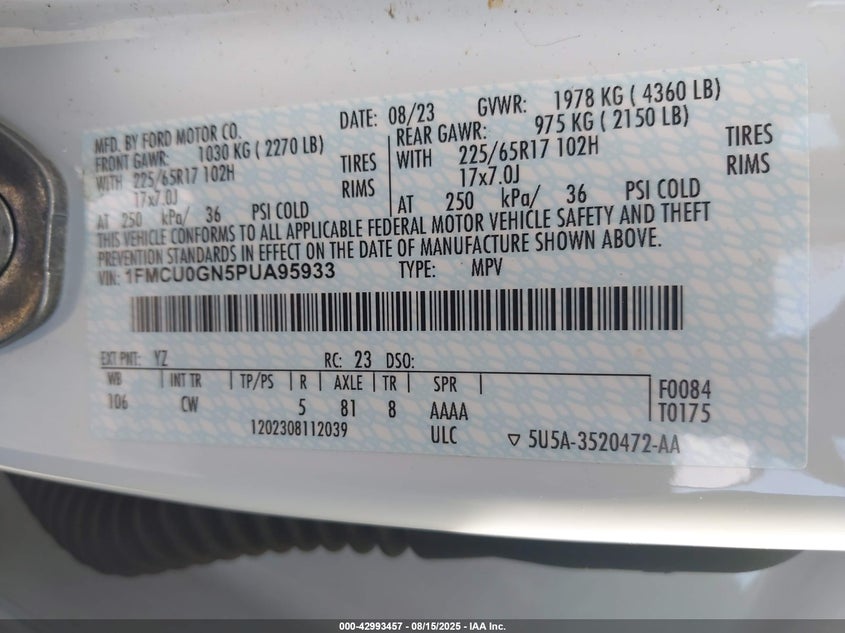 MFD. BY FORD MOTOR CO.
DATE: 08/23 GVWR: 1978 KG ( 4360 LB)
FRONT GAWR: 1030 KG ( 2270 LB)
WITH 225/65R17 102H TIRES
17x7.0J RIMS
AT 250 kPa/ 36 PSI COLD
REAR GAWR: 975 KG ( 2150 LB)
WITH 225/65R17 102H TIRES
17x7.0J RIMS
AT 250 kPa/ 36 PSI COLD
THIS VEHICLE CONFORMS TO ALL APPLICABLE FEDERAL MOTOR VEHICLE SAFETY AND THEFT
PREVENTION STANDARDS IN EFFECT ON THE DATE OF MANUFACTURE SHOWN ABOVE.
VIN: 1FMCU0GN5PUA95933 TYPE: MPV
EXT PNT: YZ RC: 23 DSO:
WB INT TR TP/PS R AXLE TR SPR F0084
106 CW 5 81 8 AAAA T0175
1202308112039 ULC ▽ 5U5A-3520472-AA
000-42993457 - 08/15/2025 - IAA Inc.